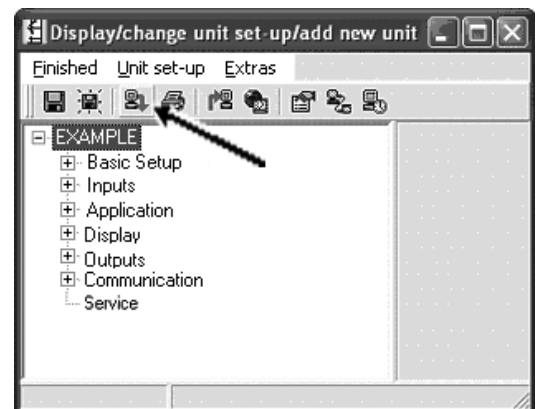 Display/change unit set-up/add new unit
Finished Unit set-up Extras
EXAMPLE
Basic Setup
Inputs
Application
Display
Outputs
Communication
Service